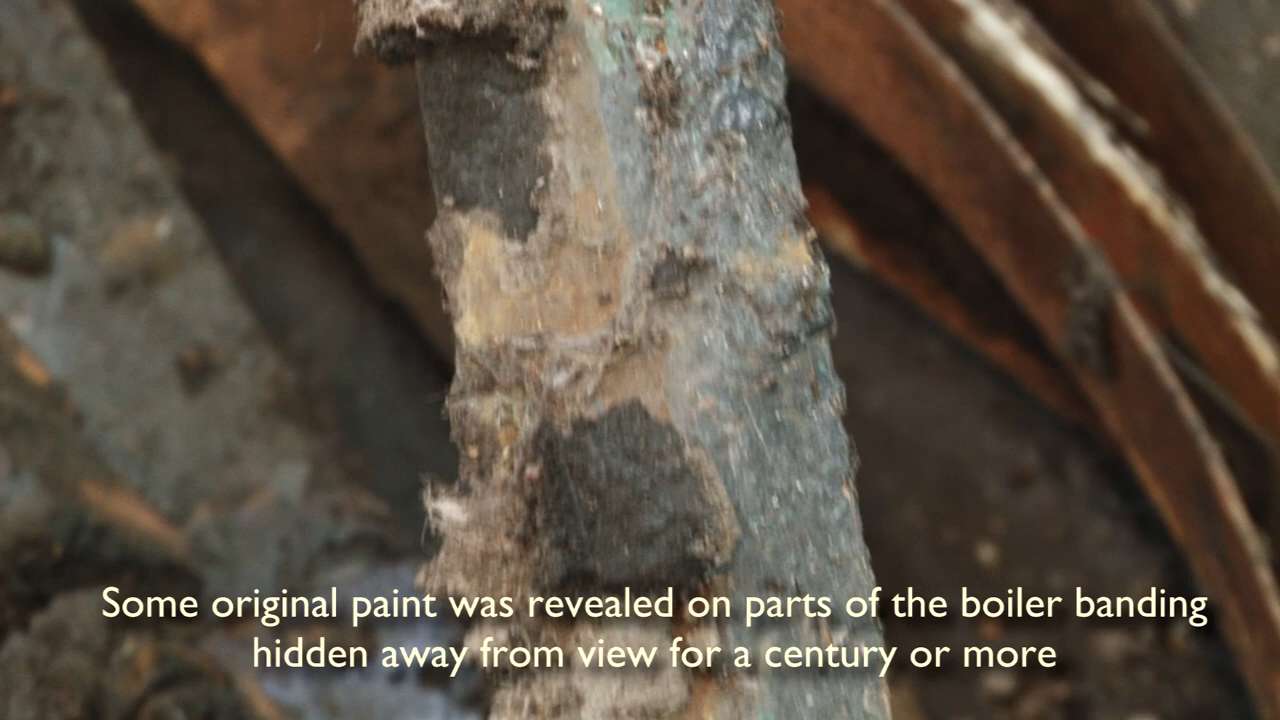 Some original paint was revealed on parts of the boiler banding
hidden away from view for a century or more